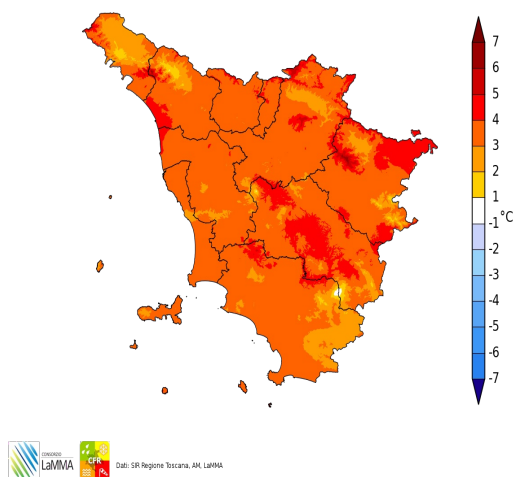 7
6
5
4
3
2
1
°C
-1
-2
-3
-4
-5
-6
-7
CONSORZIO
LaMMA
CFR
Dati: SIR Regione Toscana, AM, LaMMA